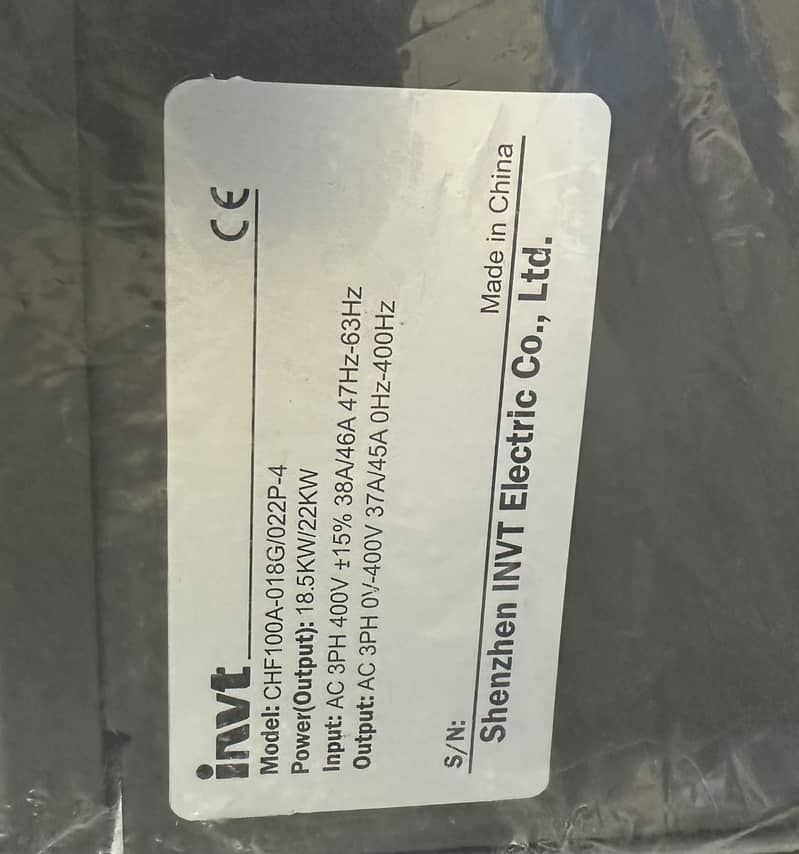 invt CE
Model: CHF100A-018G/022P-4
Power(Output): 18.5KW/22KW
Input: AC 3PH 400V ±15% 38A/46A 47Hz-63Hz
Output: AC 3PH 0V-400V 37A/45A 0Hz-400Hz
S/N: Made in China
Shenzhen INVT Electric Co., Ltd.